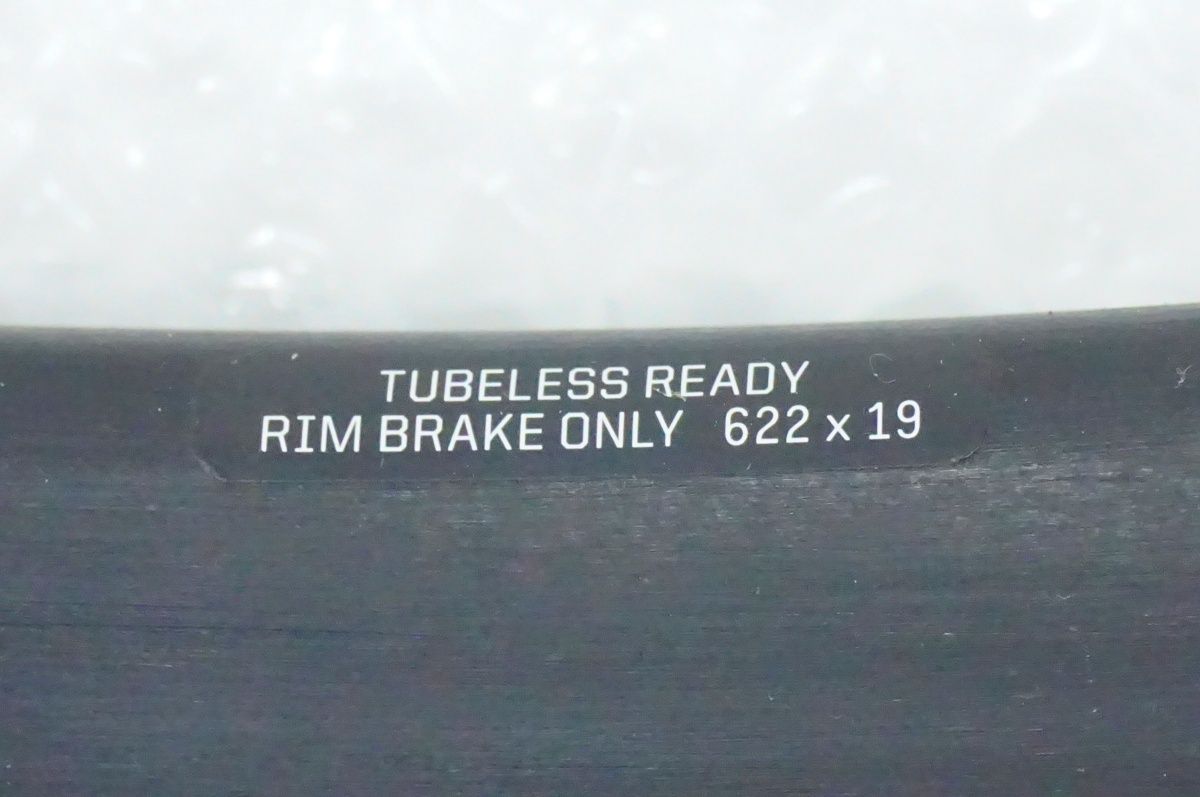 TUBELESS READY
RIM BRAKE ONLY 622 x 19